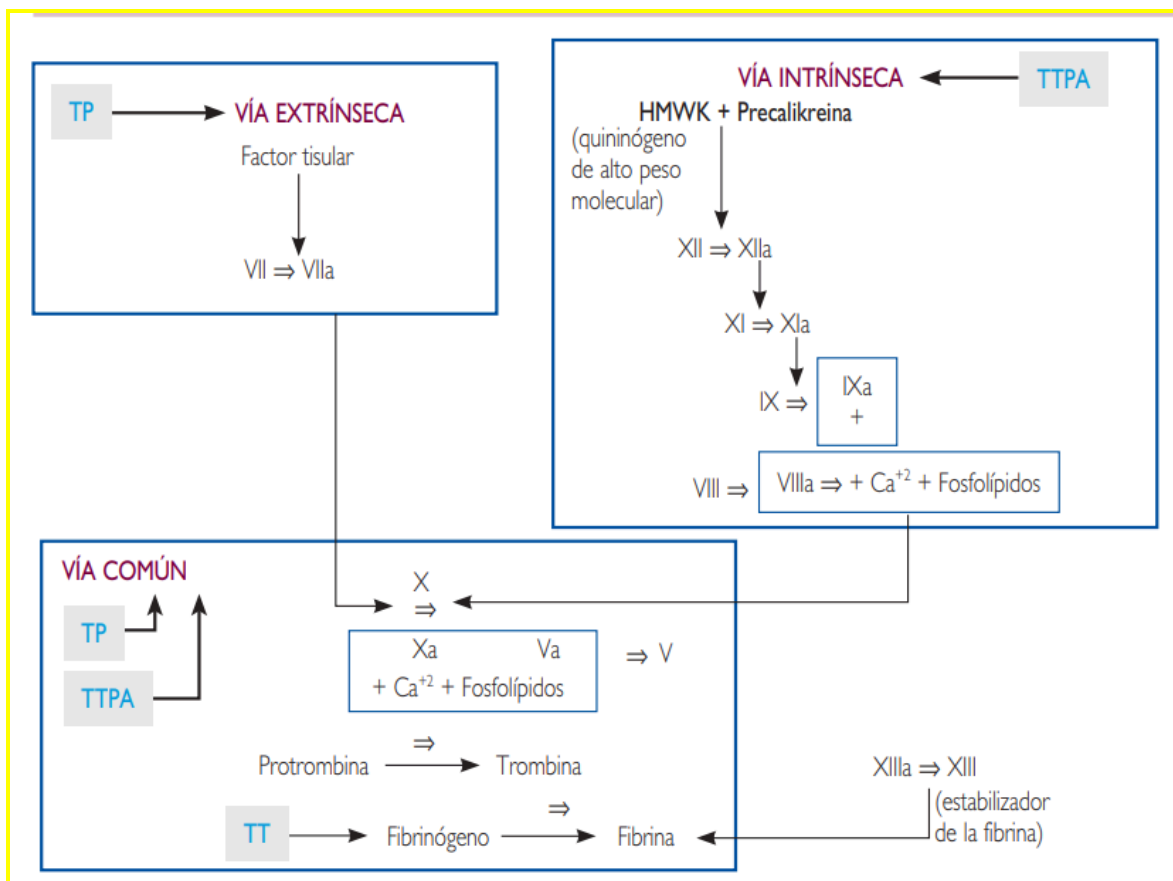 TP
VÍA EXTRÍNSECA
Factor tisular
VII ⇒ VIIa
VÍA INTRÍNSECA
TTPA
HMWK + Precalikreina
(quininógeno
de alto peso
molecular)
XII ⇒ XIIa
XI ⇒ XIa
IX ⇒
IXa
+
VIII ⇒
VIIIa ⇒ + Ca⁺² + Fosfolípidos
VÍA COMÚN
TP
TTPA
X
⇒
Xa Va
⇒ V
+ Ca⁺² + Fosfolípidos
⇒
Protrombina Trombina
⇒
TT
Fibrinógeno Fibrina
XIIIa ⇒ XIII
(estabilizador
de la fibrina)